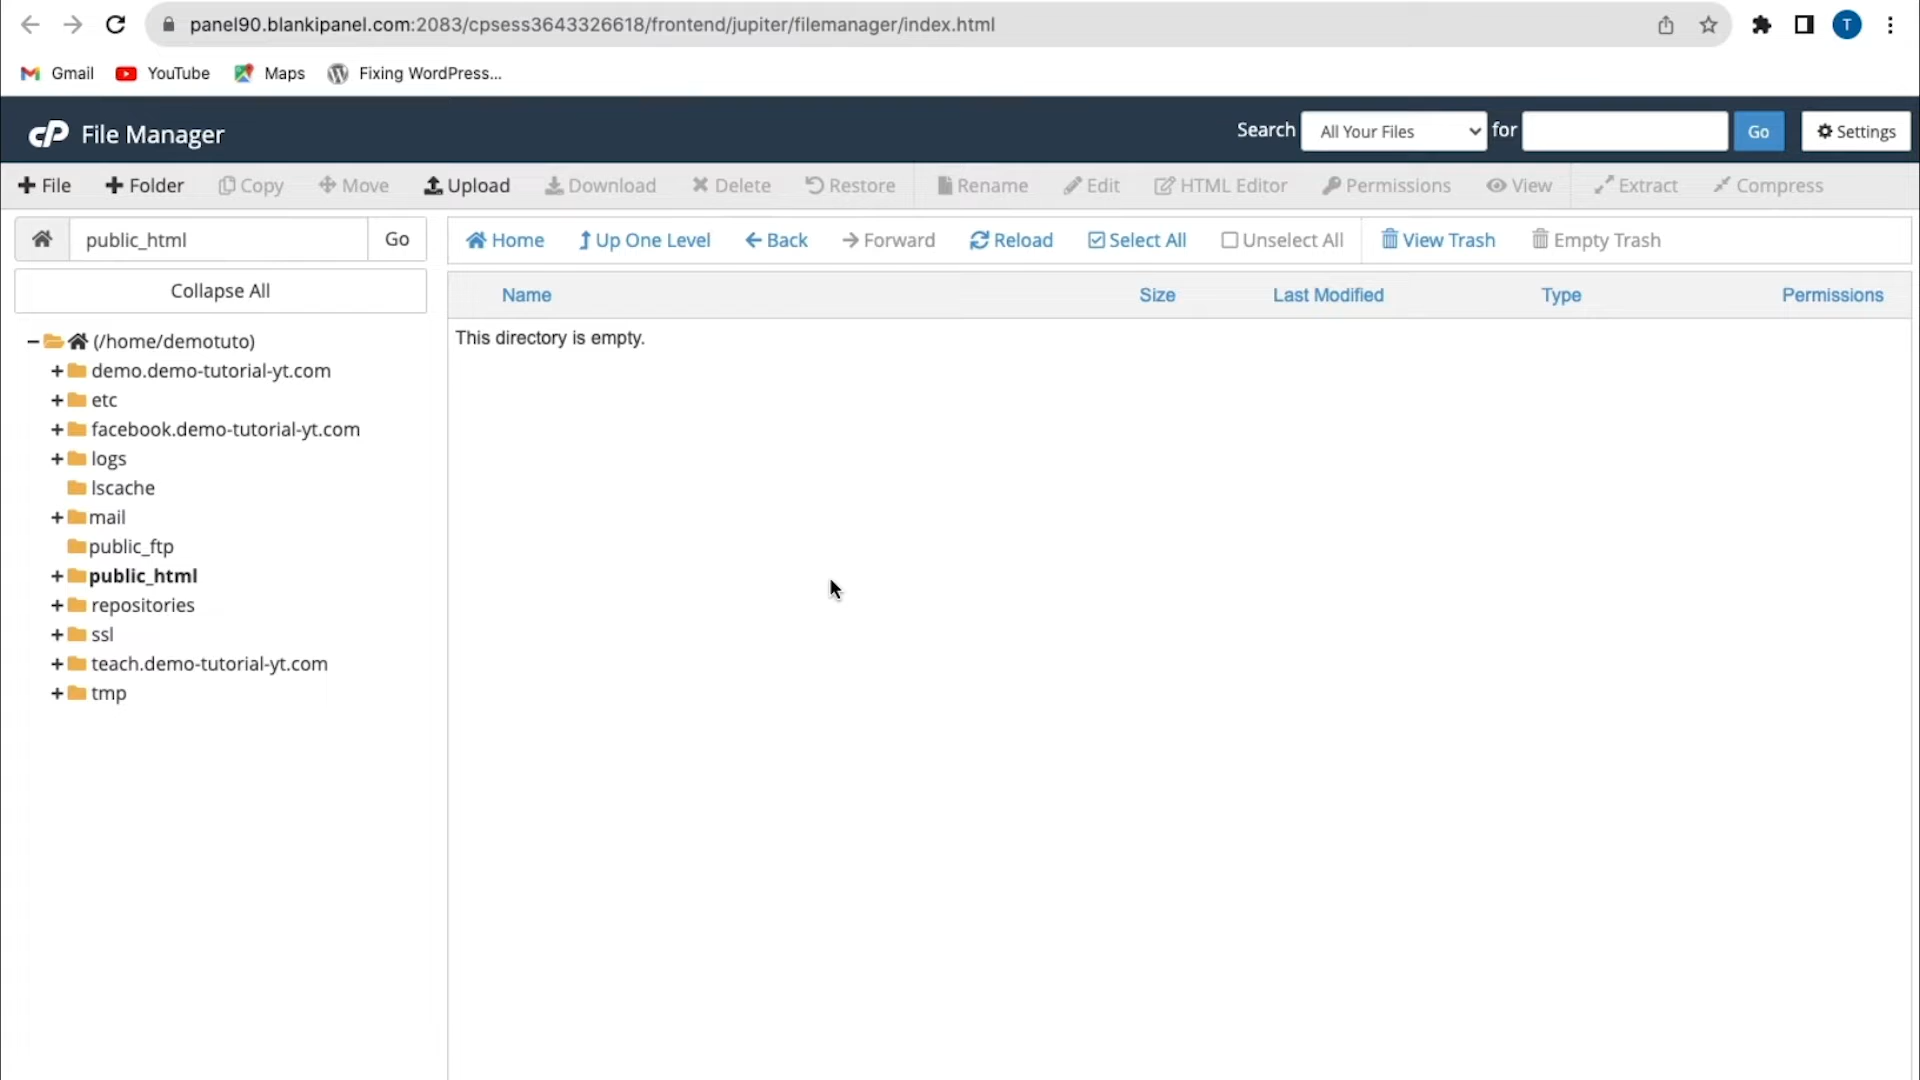 panel90.blankipanel.com:2083/cpsess3643326618/frontend/jupiter/filemanager/index.html
T
Gmail YouTube Maps Fixing WordPress...
cP File Manager Search All Your Files for Go Settings
File Folder Copy Move Upload Download Delete Restore Rename Edit HTML Editor Permissions View Extract Compress
public_html Go
Home Up One Level Back Forward Reload Select All Unselect All View Trash Empty Trash
Collapse All
Name Size Last Modified Type Permissions
This directory is empty.
(/home/demotuto)
demo.demo-tutorial-yt.com
etc
facebook.demo-tutorial-yt.com
logs
lscache
mail
public_ftp
public_html
repositories
ssl
teach.demo-tutorial-yt.com
tmp